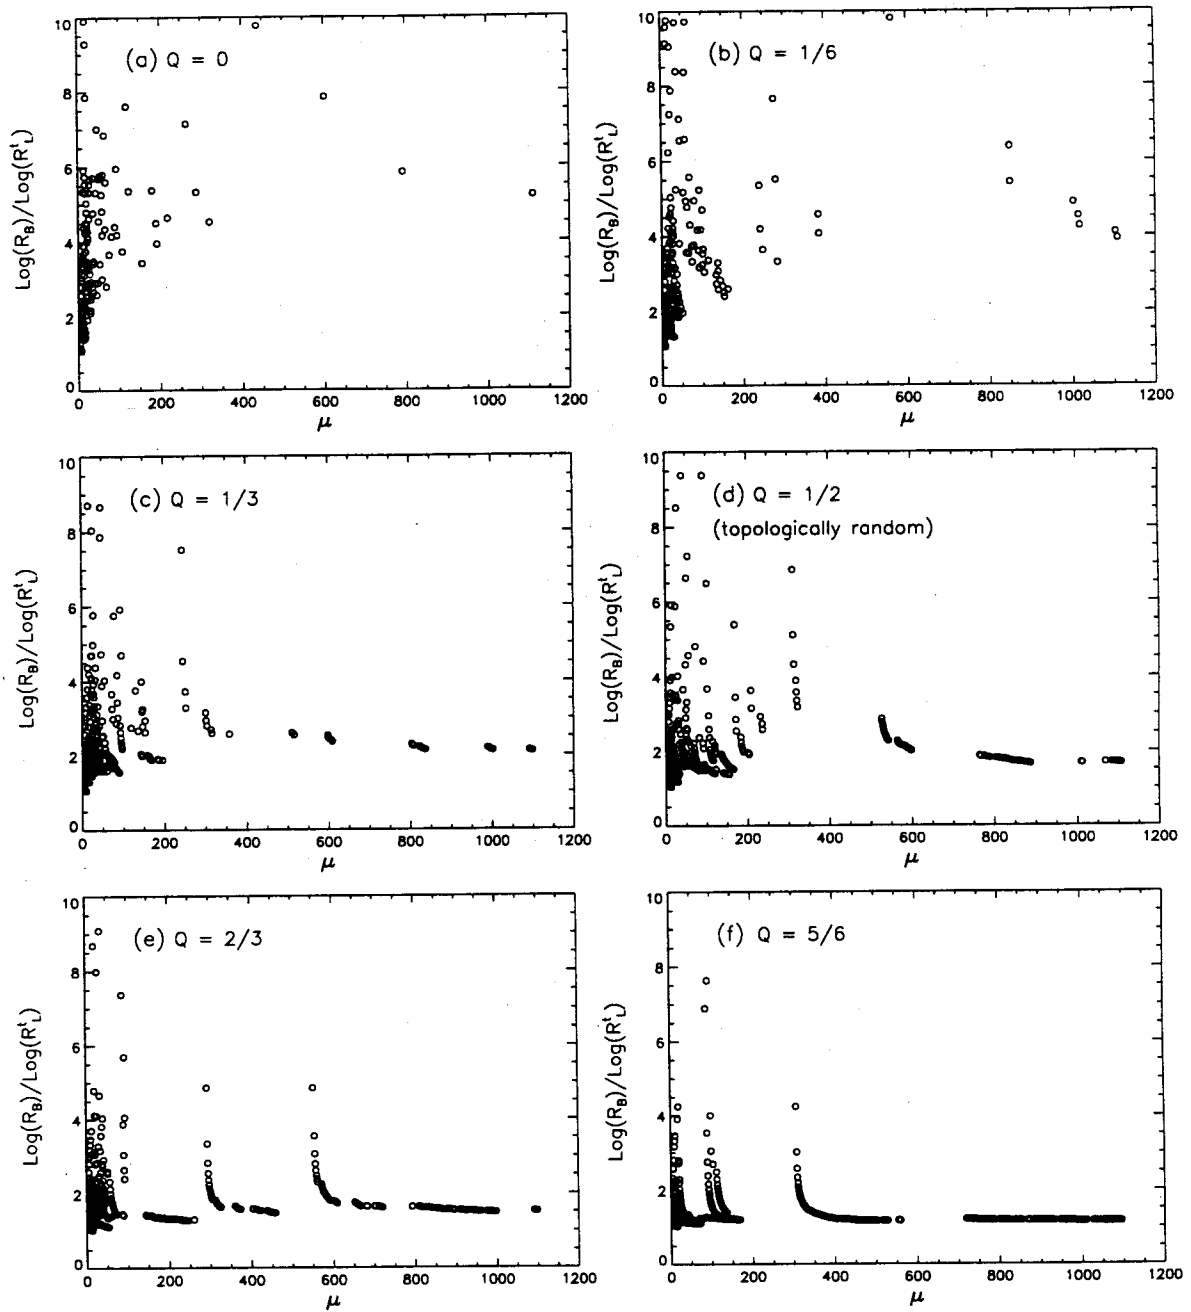 (a) Q = 0
Log(R_B)/Log(R^t_L)
10
8
6
4
2
0
0 200 400 600 800 1000 1200
μ
(b) Q = 1/6
Log(R_B)/Log(R^t_L)
10
8
6
4
2
0
0 200 400 600 800 1000 1200
μ
(c) Q = 1/3
Log(R_B)/Log(R^t_L)
10
8
6
4
2
0
0 200 400 600 800 1000 1200
μ
(d) Q = 1/2
(topologically random)
Log(R_B)/Log(R^t_L)
10
8
6
4
2
0
0 200 400 600 800 1000 1200
μ
(e) Q = 2/3
Log(R_B)/Log(R^t_L)
10
8
6
4
2
0
0 200 400 600 800 1000 1200
μ
(f) Q = 5/6
Log(R_B)/Log(R^t_L)
10
8
6
4
2
0
0 200 400 600 800 1000 1200
μ